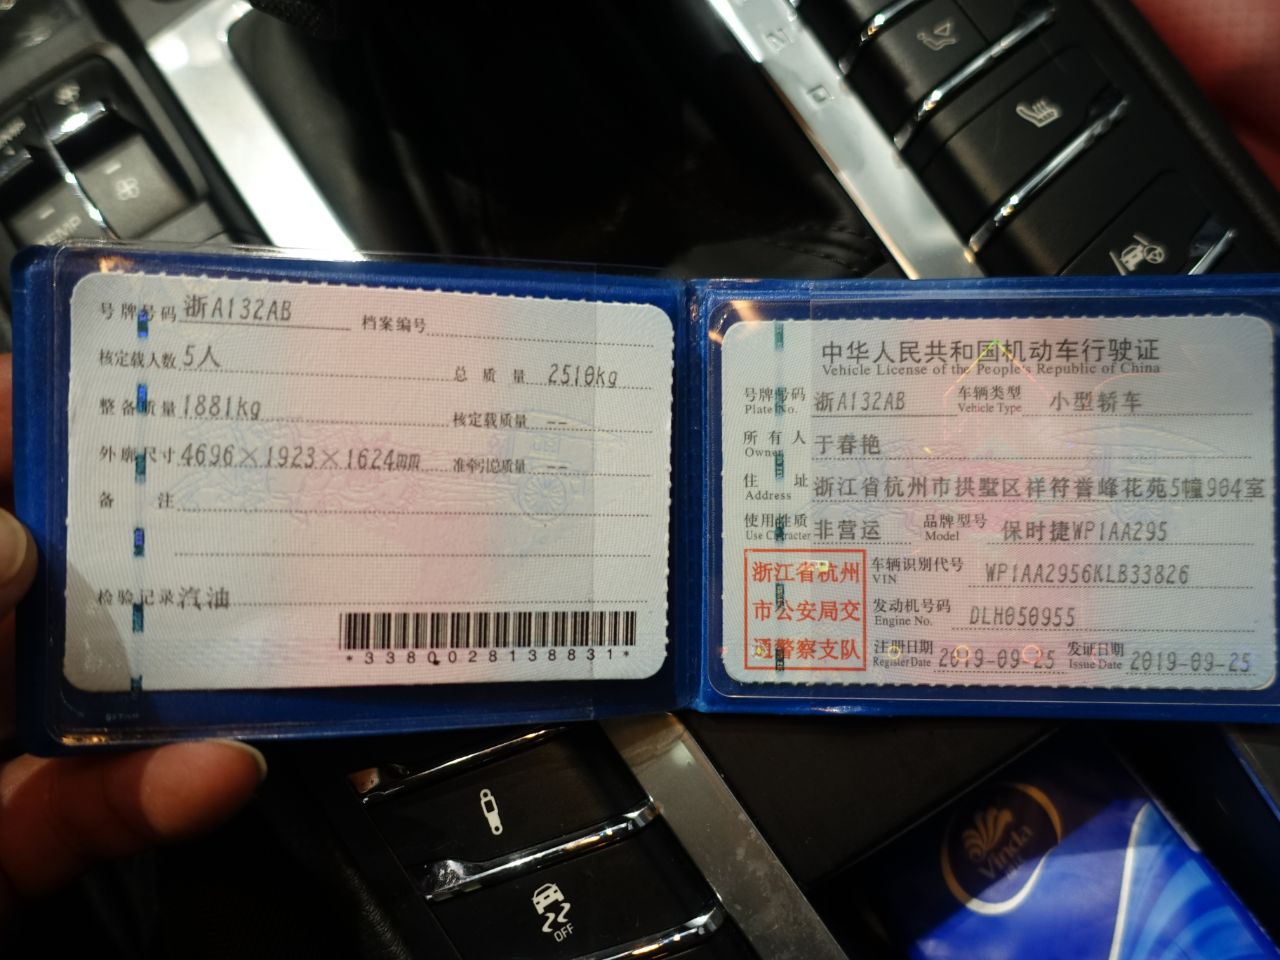 号牌号码 浙A132AB 档案编号
核定载人数 5人 总质量 2510kg
整备质量 1881kg 核定载质量 --
外廓尺寸 4696×1923×1624mm 准牵引总质量 --
备注
检验记录 汽油
*3380028138831*
中华人民共和国机动车行驶证
Vehicle License of the People's Republic of China
号牌号码 浙A132AB 车辆类型 小型轿车
Plate No. Vehicle Type
所有人 于春艳
Owner
住址 浙江省杭州市拱墅区祥符誉峰花苑5幢904室
Address
使用性质 非营运 品牌型号 保时捷WP1AA295
Use Character Model
浙江省杭州
市公安局交
通警察支队
车辆识别代号 WP1AA2956KLB33826
VIN
发动机号码 DLH050955
Engine No.
注册日期 2019-09-25 发证日期 2019-09-25
Register Date Issue Date
OFF
Vinda